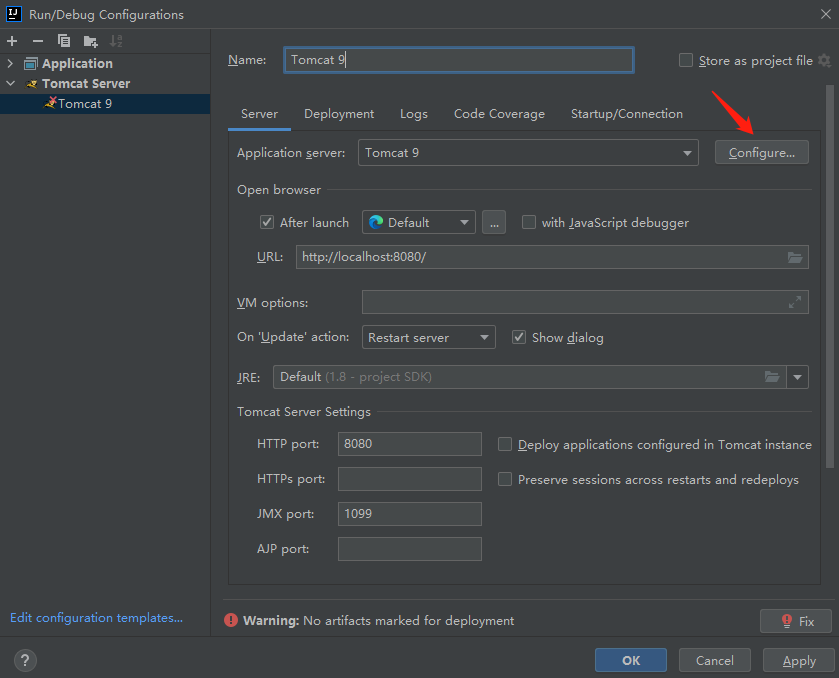 IJ Run/Debug Configurations
Application
Tomcat Server
Tomcat 9
Edit configuration templates...
Name: Tomcat 9 Store as project file
Server Deployment Logs Code Coverage Startup/Connection
Application server: Tomcat 9 Configure...
Open browser
After launch Default ... with JavaScript debugger
URL: http://localhost:8080/
VM options:
On 'Update' action: Restart server Show dialog
JRE: Default (1.8 - project SDK)
Tomcat Server Settings
HTTP port: 8080 Deploy applications configured in Tomcat instance
HTTPs port: Preserve sessions across restarts and redeploys
JMX port: 1099
AJP port:
Warning: No artifacts marked for deployment Fix
? OK Cancel Apply